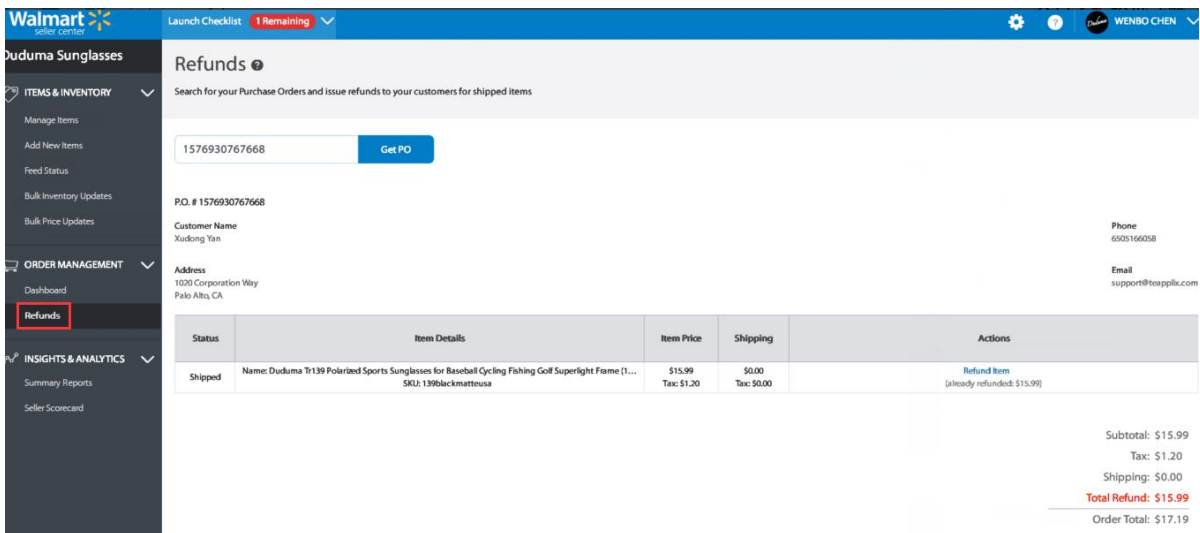 Walmart
seller center
Launch Checklist 1 Remaining
?
Duduma
WENBO CHEN
Duduma Sunglasses
ITEMS & INVENTORY
Manage Items
Add New Items
Feed Status
Bulk Inventory Updates
Bulk Price Updates
ORDER MANAGEMENT
Dashboard
Refunds
INSIGHTS & ANALYTICS
Summary Reports
Seller Scorecard
Refunds ?
Search for your Purchase Orders and issue refunds to your customers for shipped items
1576930767668 Get PO
P.O. # 1576930767668
Customer Name
Xudong Yan
Phone
6505166058
Address
1020 Corporation Way
Palo Alto, CA
Email
support@teapplix.com
Status Item Details Item Price Shipping Actions
Shipped
Name: Duduma Tr139 Polarized Sports Sunglasses for Baseball Cycling Fishing Golf Superlight Frame (1...
SKU: 139blackmatteusa
$15.99
Tax: $1.20
$0.00
Tax: $0.00
Refund Item
(already refunded: $15.99)
Subtotal: $15.99
Tax: $1.20
Shipping: $0.00
Total Refund: $15.99
Order Total: $17.19